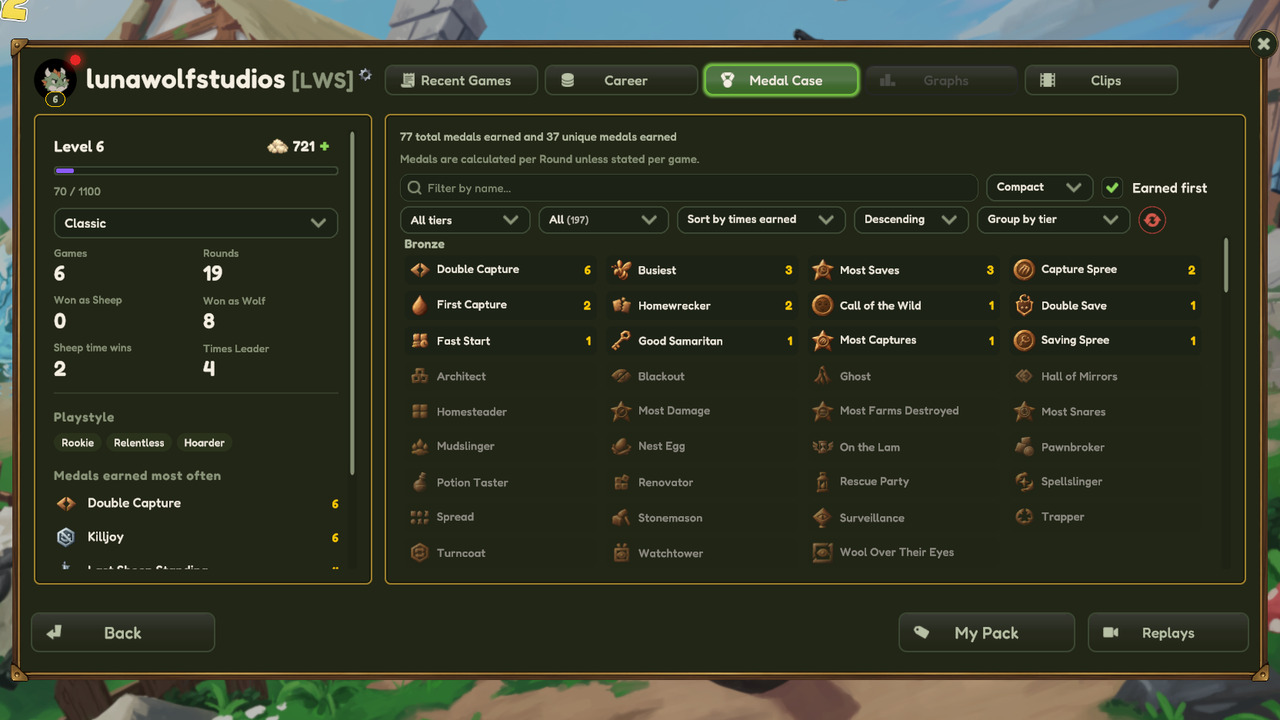 2
lunawolfstudios [LWS]
6
Recent Games
Career
Medal Case
Graphs
Clips
Level 6
721 +
70 / 1100
Classic
Games
Rounds
6
19
Won as Sheep
Won as Wolf
0
8
Sheep time wins
Times Leader
2
4
Playstyle
Rookie Relentless Hoarder
Medals earned most often
Double Capture 6
Killjoy 6
Last Sheep Standing
77 total medals earned and 37 unique medals earned
Medals are calculated per Round unless stated per game.
Filter by name...
Compact
Earned first
All tiers
All (197)
Sort by times earned
Descending
Group by tier
Bronze
Double Capture 6 Busiest 3 Most Saves 3 Capture Spree 2
First Capture 2 Homewrecker 2 Call of the Wild 1 Double Save 1
Fast Start 1 Good Samaritan 1 Most Captures 1 Saving Spree 1
Architect Blackout Ghost Hall of Mirrors
Homesteader Most Damage Most Farms Destroyed Most Snares
Mudslinger Nest Egg On the Lam Pawnbroker
Potion Taster Renovator Rescue Party Spellslinger
Spread Stonemason Surveillance Trapper
Turncoat Watchtower Wool Over Their Eyes
Back
My Pack
Replays